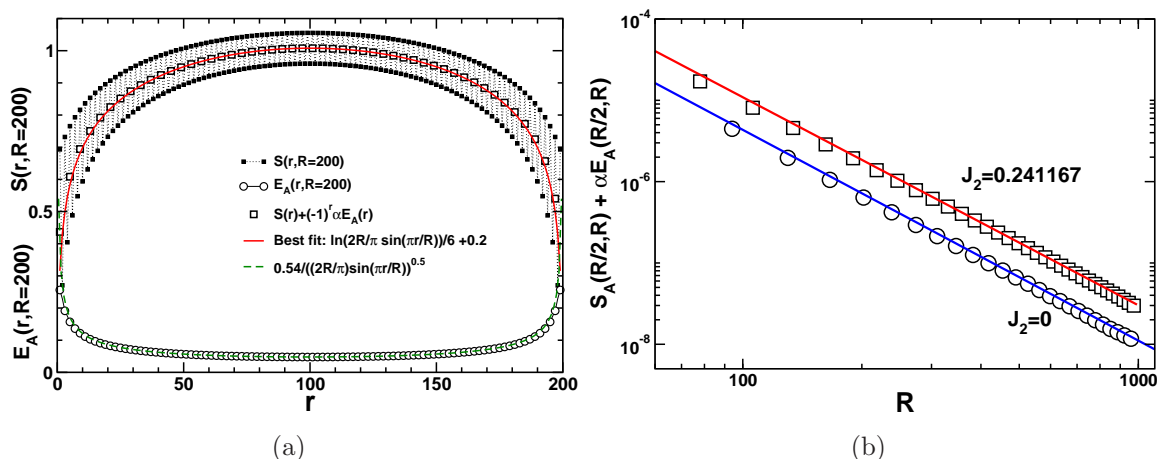 S(r,R=200)
E_A(r,R=200)
1
0.5
0
S(r,R=200)
E_A(r,R=200)
S(r)+(-1)^rαE_A(r)
Best fit: ln(2R/π sin(πr/R))/6 +0.2
0.54/((2R/π)sin(πr/R))^0.5
0 50 100 150 200
r
(a)
S_A(R/2,R) + αE_A(R/2,R)
10^-4
10^-6
10^-8
J_2=0.241167
J_2=0
100 1000
R
(b)